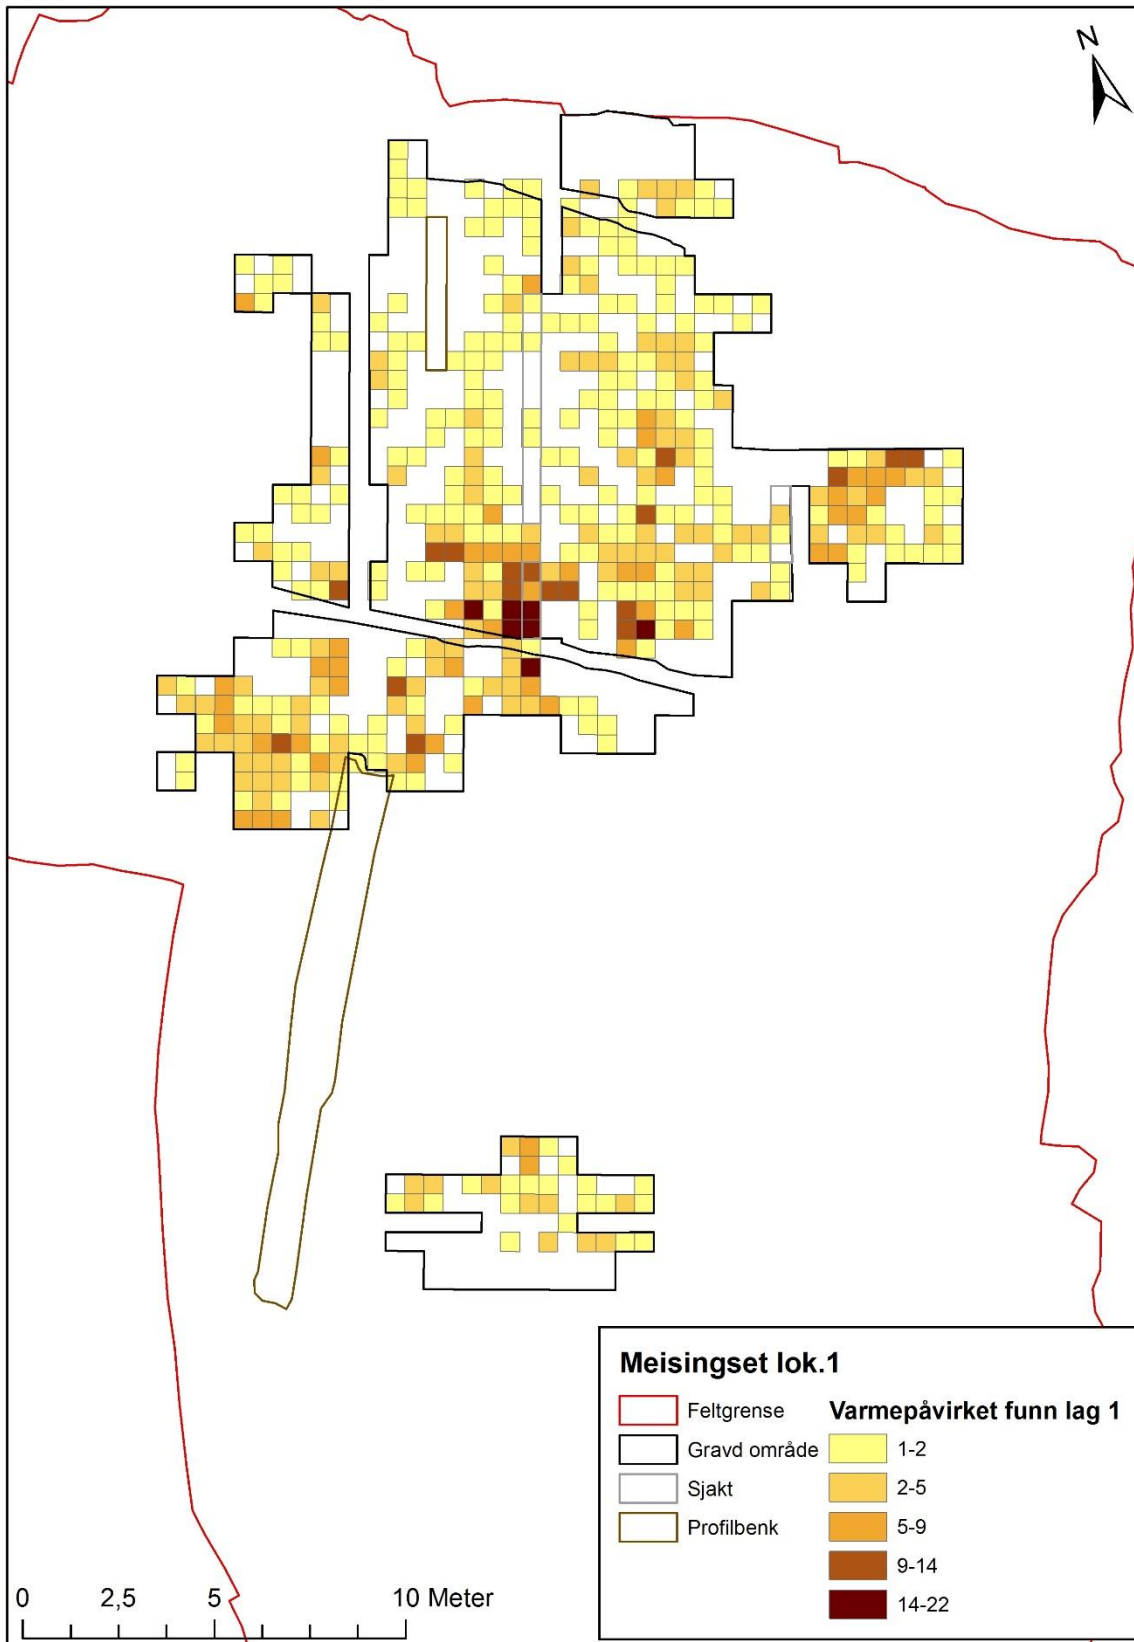 N
Meisingset lok.1
Feltgrense
Gravd område
Sjakt
Profilbenk
Varmepåvirket funn lag 1
1-2
2-5
5-9
9-14
14-22
0 2,5 5 10 Meter